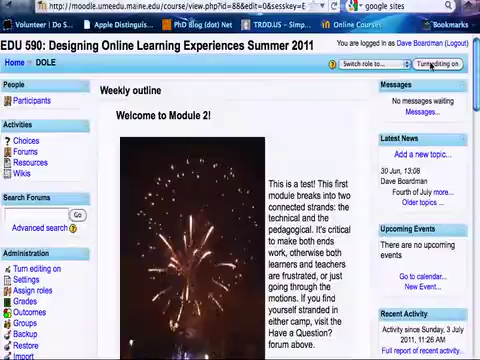 http://moodle.umeedu.maine.edu/course/view.php?id=88&edit=0&sesskey=E
google sites
Volunteer / Do S...
Apple Distinguis...
PhD Blog (dot) Net
TRDD.US - Simpl...
Online Courses
Bookmarks
EDU 590: Designing Online Learning Experiences Summer 2011
You are logged in as Dave Boardman (Logout)
Home
DOLE
Switch role to...
Turn editing on
People
Participants
Activities
Choices
Forums
Resources
Wikis
Search Forums
Go
Advanced search
Administration
Turn editing on
Settings
Assign roles
Grades
Outcomes
Groups
Backup
Restore
Import
Weekly outline
Welcome to Module 2!
This is a test! This first
module breaks into two
connected strands: the
technical and the
pedagogical. It's critical
to make both ends
work, otherwise both
learners and teachers
are frustrated, or just
going through the
motions. If you find
yourself stranded in
either camp, visit the
Have a Question?
forum above.
Messages
No messages waiting
Messages...
Latest News
Add a new topic...
30 Jun, 13:08
Dave Boardman
Fourth of July more...
Older topics ...
Upcoming Events
There are no upcoming
events
Go to calendar...
New Event...
Recent Activity
Activity since Sunday, 3 July
2011, 11:26 AM
Full report of recent activity...